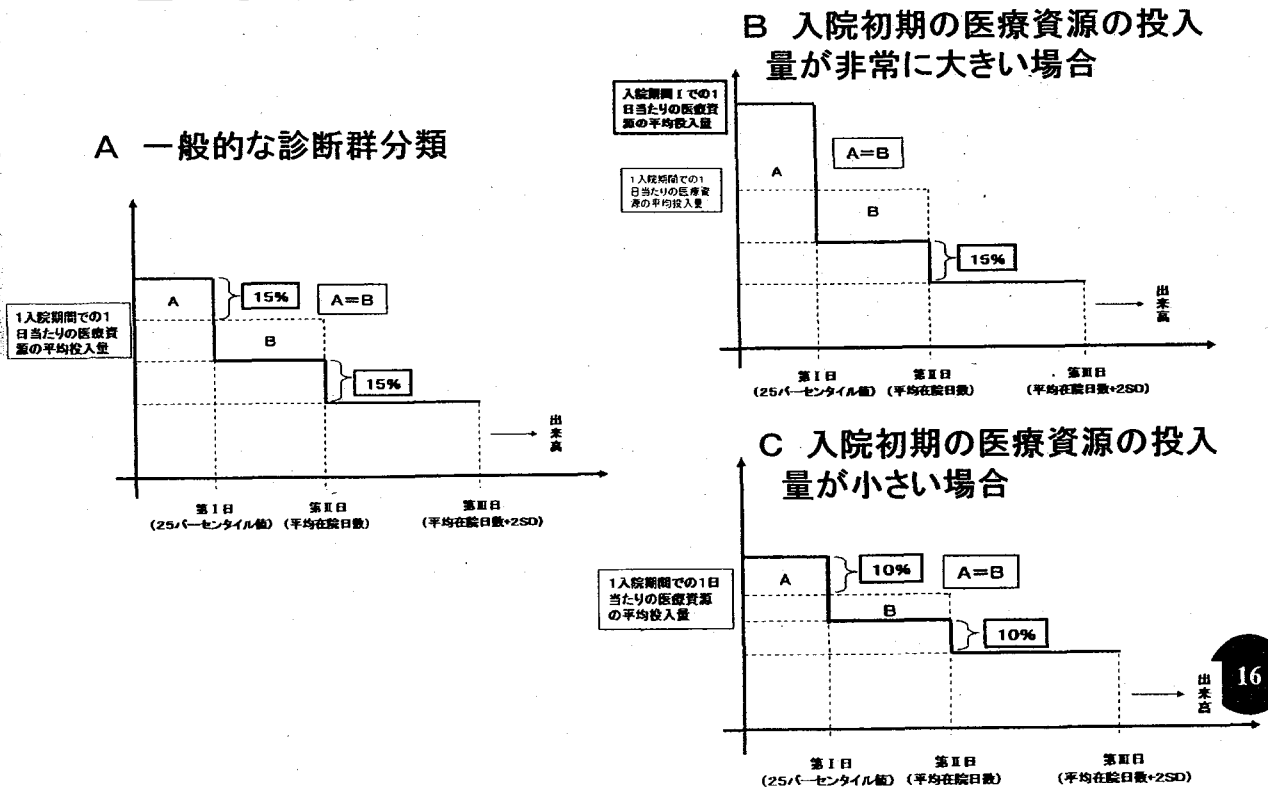 A 一般的な診断群分類
1入院期間での1
日当たりの医療資
源の平均投入量
A
15%
A=B
B
15%
出来高
第Ⅰ日
(25パーセンタイル値)
第Ⅱ日
(平均在院日数)
第Ⅲ日
(平均在院日数+2SD)
B 入院初期の医療資源の投入
量が非常に大きい場合
入院期間Ⅰでの1
日当たりの医療資
源の平均投入量
1入院期間での1
日当たりの医療資
源の平均投入量
A
A=B
B
15%
出来高
第Ⅰ日
(25パーセンタイル値)
第Ⅱ日
(平均在院日数)
第Ⅲ日
(平均在院日数+2SD)
C 入院初期の医療資源の投入
量が小さい場合
1入院期間での1日
当たりの医療資源
の平均投入量
A
10%
A=B
B
10%
出来高
第Ⅰ日
(25パーセンタイル値)
第Ⅱ日
(平均在院日数)
第Ⅲ日
(平均在院日数+2SD)
16